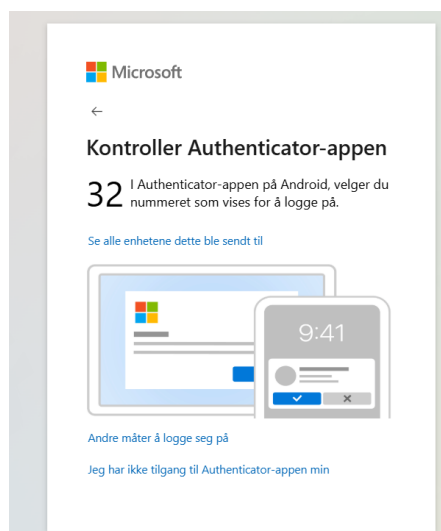 Microsoft
Kontroller Authenticator-appen
32 I Authenticator-appen på Android, velger du
nummeret som vises for å logge på.
Se alle enhetene dette ble sendt til
9:41
Andre måter å logge seg på
Jeg har ikke tilgang til Authenticator-appen min